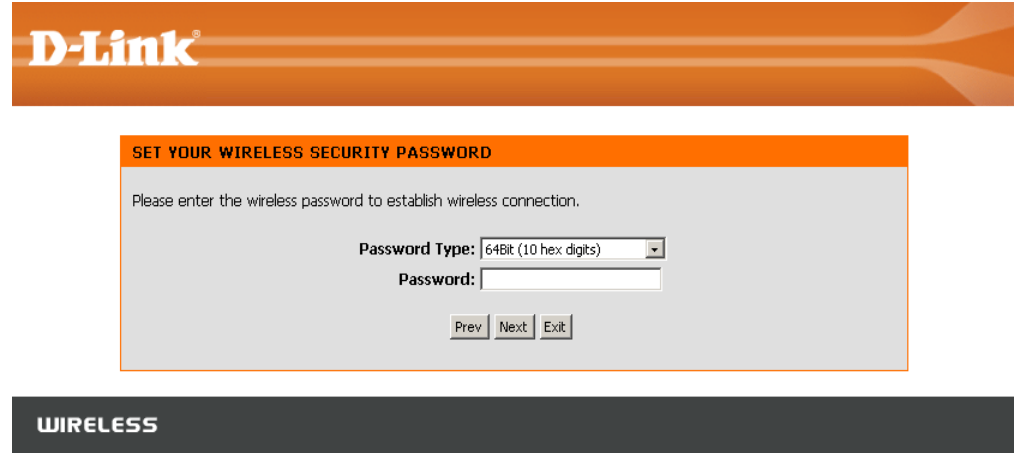 D-Link®
SET YOUR WIRELESS SECURITY PASSWORD
Please enter the wireless password to establish wireless connection.
Password Type: 64Bit (10 hex digits)
Password:
Prev Next Exit
WIRELESS